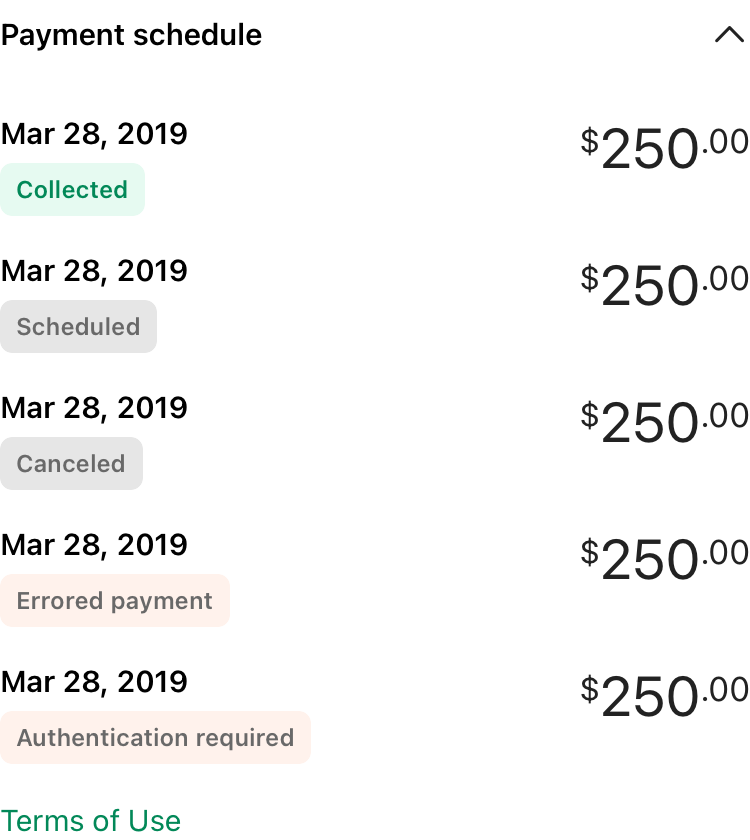 Payment schedule
Mar 28, 2019 $250.00
Collected
Mar 28, 2019 $250.00
Scheduled
Mar 28, 2019 $250.00
Canceled
Mar 28, 2019 $250.00
Errored payment
Mar 28, 2019 $250.00
Authentication required
Terms of Use